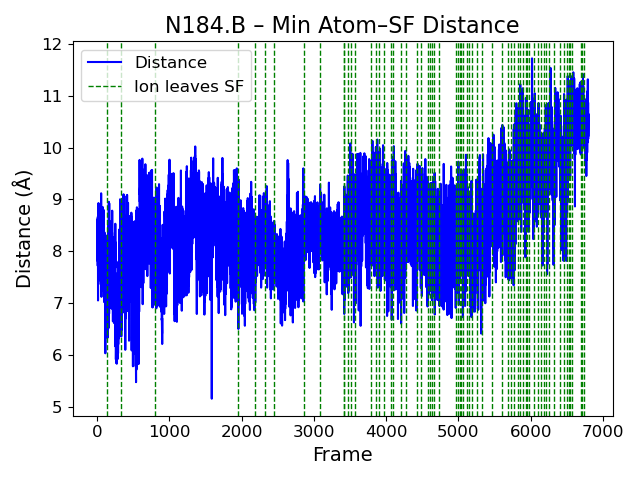 N184.B – Min Atom–SF Distance
Distance
Ion leaves SF
12
11
10
9
8
7
6
5
Distance (Å)
0 1000 2000 3000 4000 5000 6000 7000
Frame